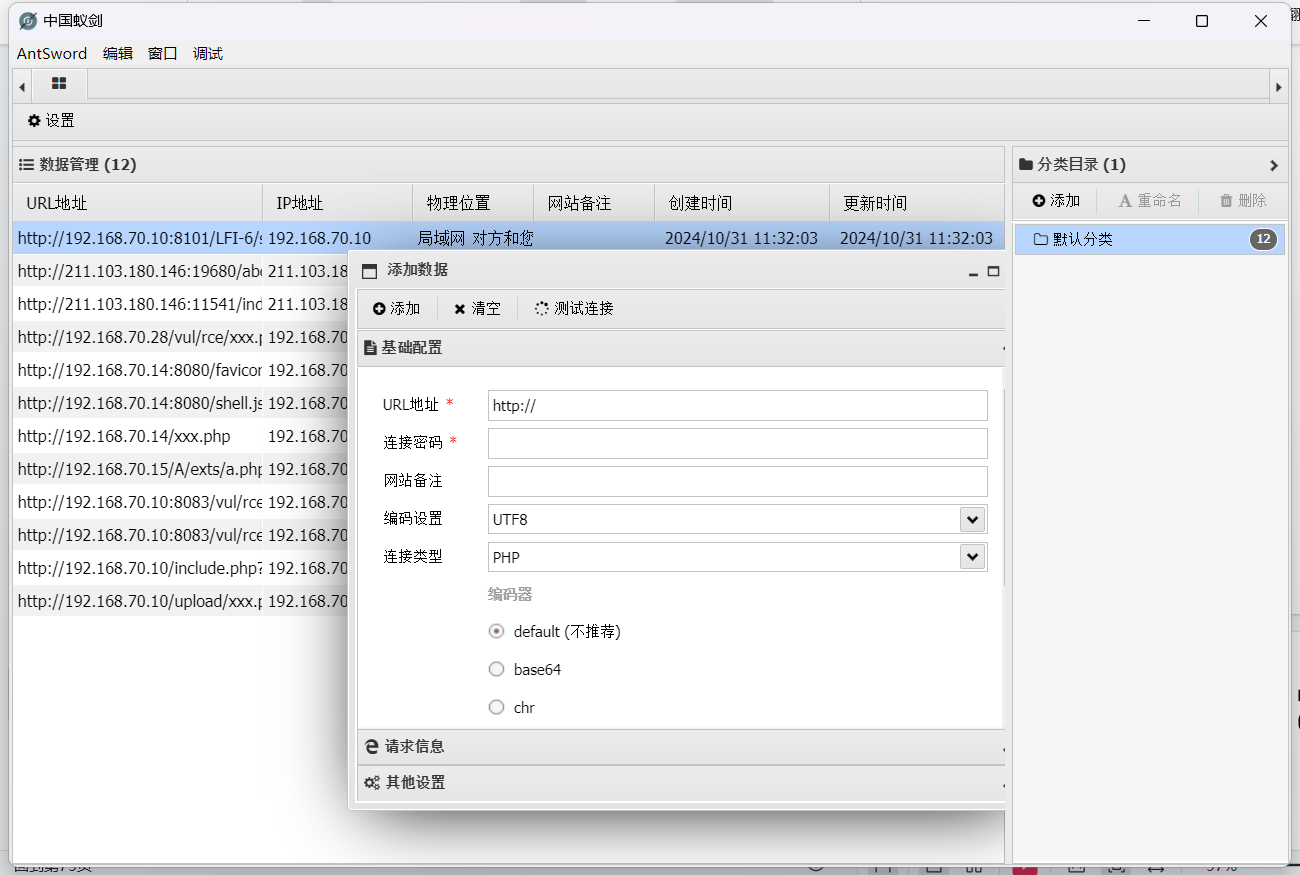 中国蚁剑
AntSword 编辑 窗口 调试
设置
数据管理 (12)
URL地址 IP地址 物理位置 网站备注 创建时间 更新时间
http://192.168.70.10:8101/LFI-6/s 192.168.70.10 局域网 对方和您 2024/10/31 11:32:03 2024/10/31 11:32:03
http://211.103.180.146:19680/abc 211.103.18
http://211.103.180.146:11541/ind 211.103.18
http://192.168.70.28/vul/rce/xxx.p 192.168.70
http://192.168.70.14:8080/favicor 192.168.70
http://192.168.70.14:8080/shell.js 192.168.70
http://192.168.70.14/xxx.php 192.168.70
http://192.168.70.15/A/exts/a.php 192.168.70
http://192.168.70.10:8083/vul/rce 192.168.70
http://192.168.70.10:8083/vul/rce 192.168.70
http://192.168.70.10/include.php? 192.168.70
http://192.168.70.10/upload/xxx.p 192.168.70
添加数据
添加 清空 测试连接
基础配置
URL地址 * http://
连接密码 *
网站备注
编码设置 UTF8
连接类型 PHP
编码器
default (不推荐)
base64
chr
请求信息
其他设置
分类目录 (1)
添加 重命名 删除
默认分类 12